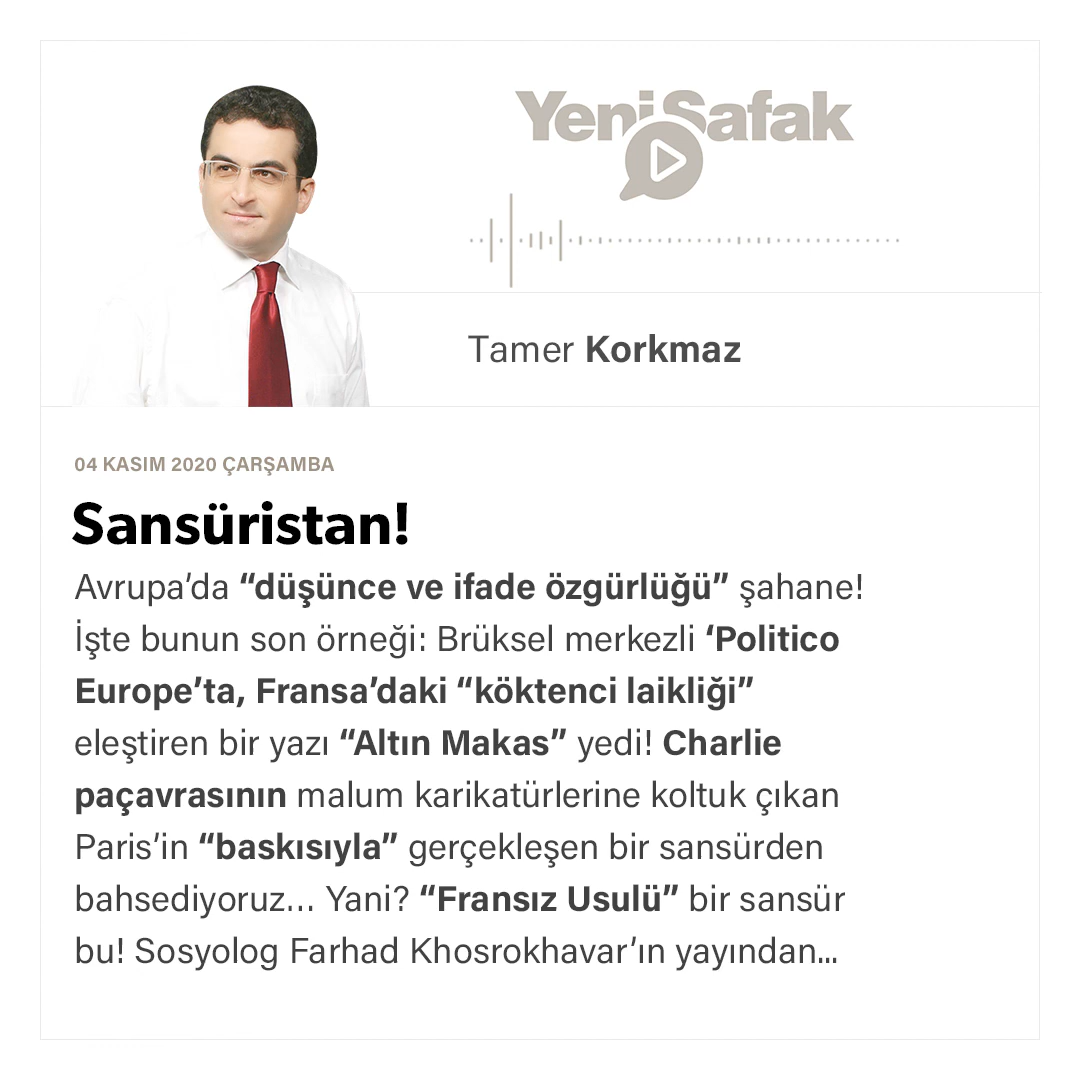 YeniŞafak
Tamer Korkmaz
04 KASIM 2020 ÇARŞAMBA
Sansüristan!
Avrupa’da “düşünce ve ifade özgürlüğü” şahane!
İşte bunun son örneği: Brüksel merkezli ‘Politico
Europe’ta, Fransa’daki “köktenci laikliği”
eleştiren bir yazı “Altın Makas” yedi! Charlie
paçavrasının malum karikatürlerine koltuk çıkan
Paris’in “baskısıyla” gerçekleşen bir sansürden
bahsediyoruz… Yani? “Fransız Usulü” bir sansür
bu! Sosyolog Farhad Khosrokhavar’ın yayından...